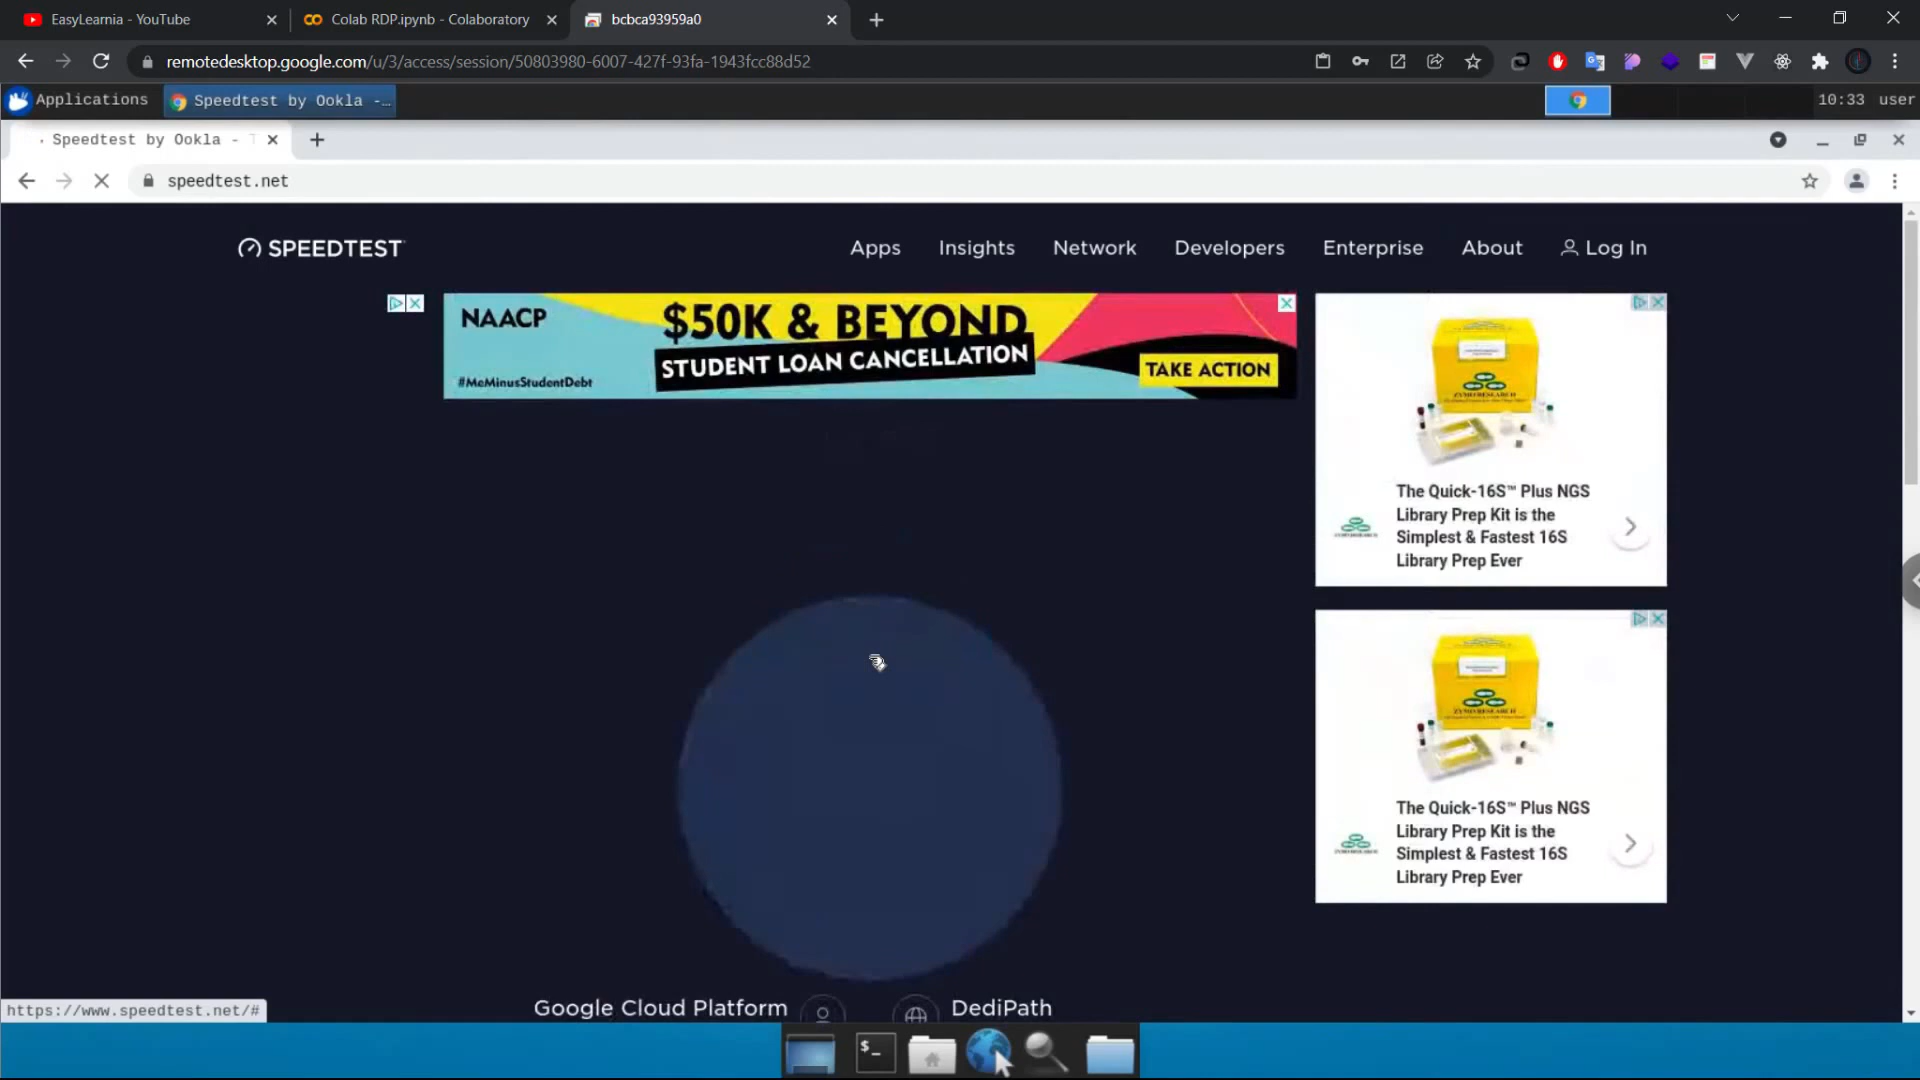 EasyLearnia - YouTube
Colab RDP.ipynb - Colaboratory
bcbca93959a0
remotedesktop.google.com/u/3/access/session/50803980-6007-427f-93fa-1943fcc88d52
Applications
Speedtest by Ookla -…
10:33 user
Speedtest by Ookla - T
speedtest.net
SPEEDTEST
Apps
Insights
Network
Developers
Enterprise
About
Log In
NAACP
$50K & BEYOND
STUDENT LOAN CANCELLATION
#MeMinusStudentDebt
TAKE ACTION
ZYMO RESEARCH
The Quick-16S™ Plus NGS
Library Prep Kit is the
Simplest & Fastest 16S
Library Prep Ever
ZYMO RESEARCH
The Quick-16S™ Plus NGS
Library Prep Kit is the
Simplest & Fastest 16S
Library Prep Ever
Google Cloud Platform
DediPath
https://www.speedtest.net/#
$_